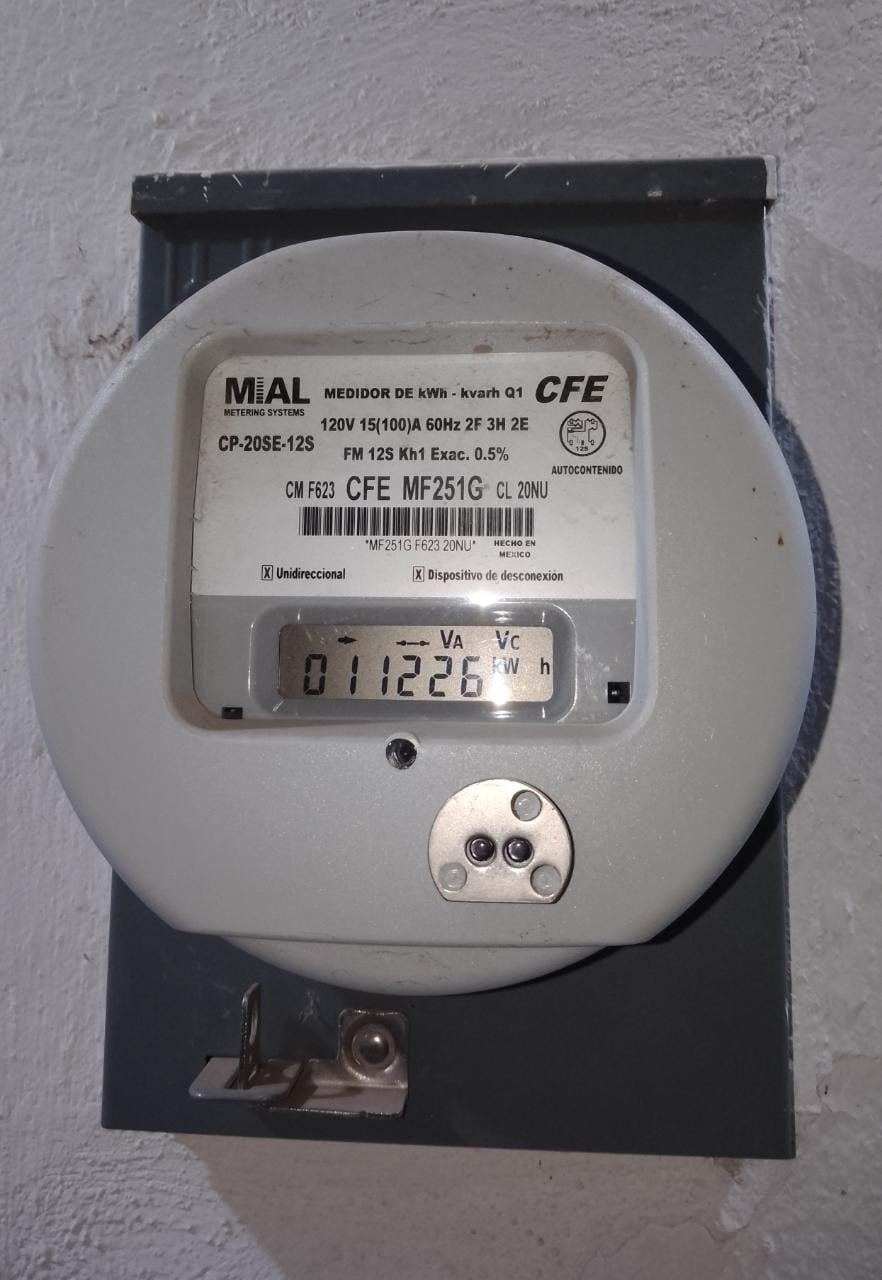 MIAL
METERING SYSTEMS
MEDIDOR DE kWh - kvarh Q1
CFE
120V 15(100)A 60Hz 2F 3H 2E
CP-20SE-12S
FM 12S Kh1 Exac. 0.5%
12S
AUTOCONTENIDO
CM F623 CFE MF251G CL 20NU
*MF251G F623 20NU*
HECHO EN
MEXICO
X Unidireccional
X Dispositivo de desconexión
VA VC
011226 kW h